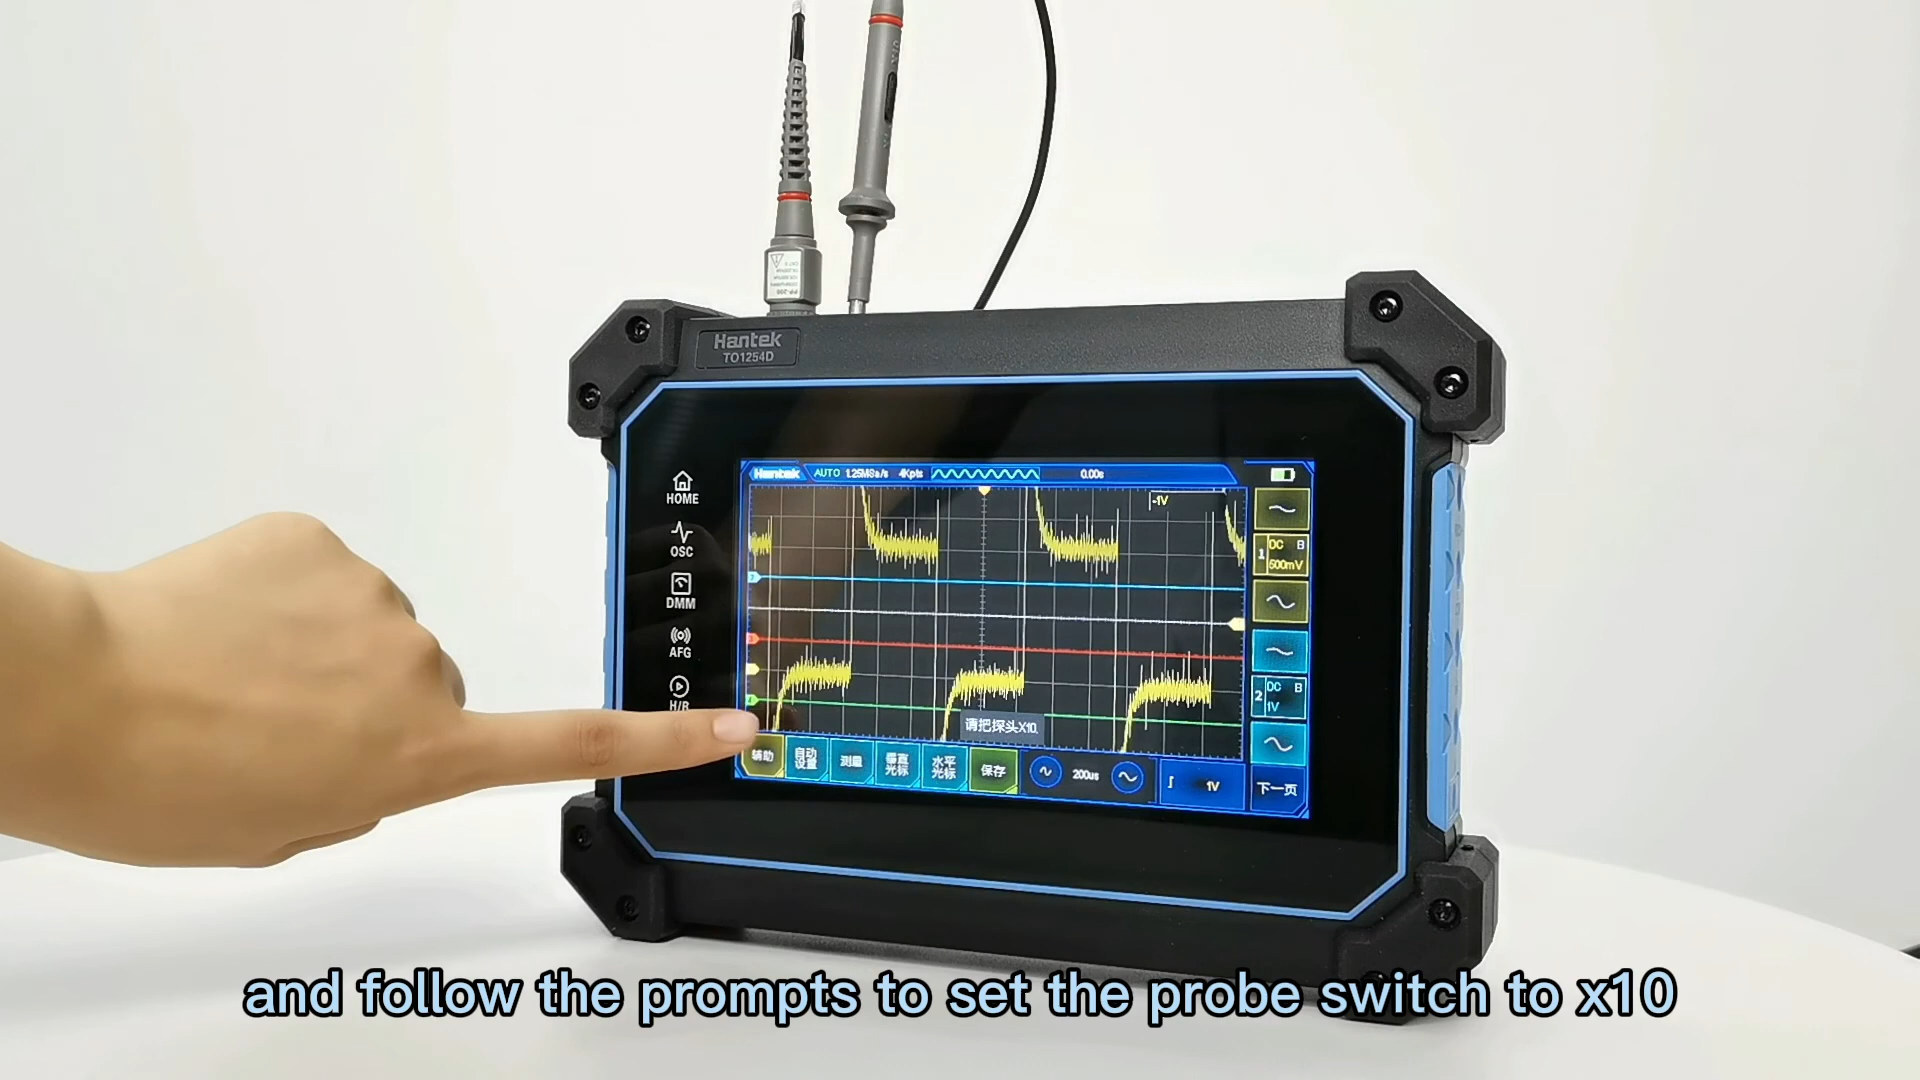 Hantek
TO1254D
HOME
OSC
DMM
AFG
H/R
Hantek AUTO 1.25MSa/s 4Kpts 0.00s
-1V
1 DC B
500mV
2 DC B
1V
请把探头X10.
辅助 自动设置 测量 垂直光标 水平光标 保存 200us 1V 下一页
and follow the prompts to set the probe switch to x10